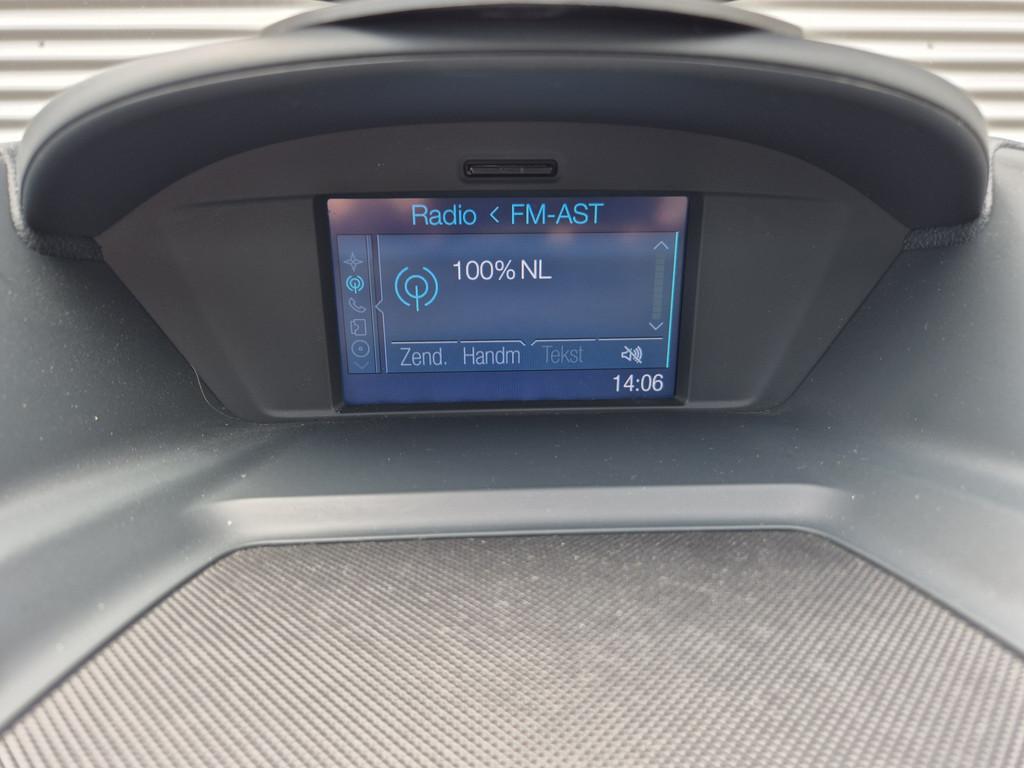 Radio < FM-AST
100% NL
Zend. Handm Tekst
14:06